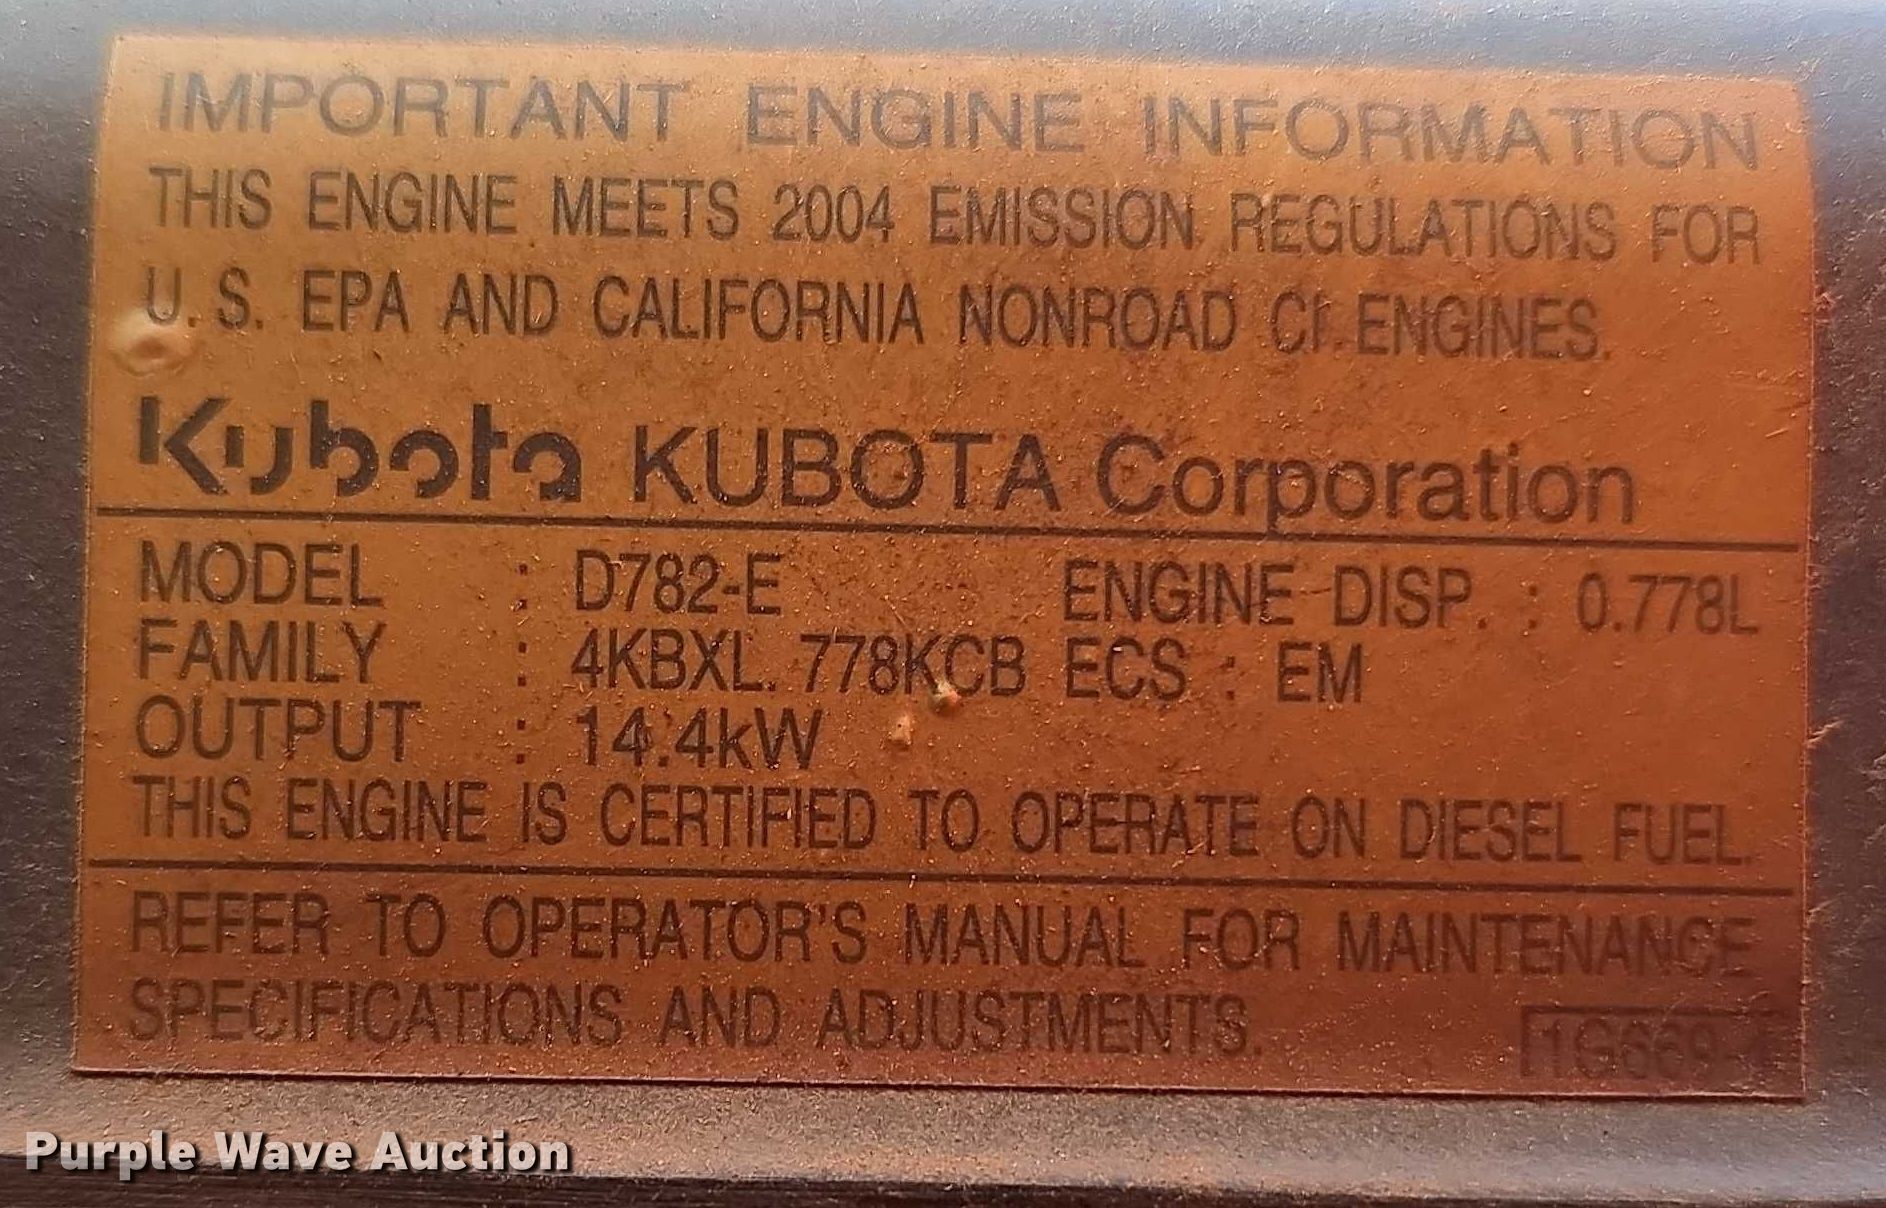 IMPORTANT ENGINE INFORMATION
THIS ENGINE MEETS 2004 EMISSION REGULATIONS FOR
U.S. EPA AND CALIFORNIA NONROAD CI ENGINES.
Kubota KUBOTA Corporation
MODEL : D782-E ENGINE DISP. : 0.778L
FAMILY : 4KBXL.778KCB ECS : EM
OUTPUT : 14.4kW
THIS ENGINE IS CERTIFIED TO OPERATE ON DIESEL FUEL.
REFER TO OPERATOR'S MANUAL FOR MAINTENANCE
SPECIFICATIONS AND ADJUSTMENTS.
Purple Wave Auction